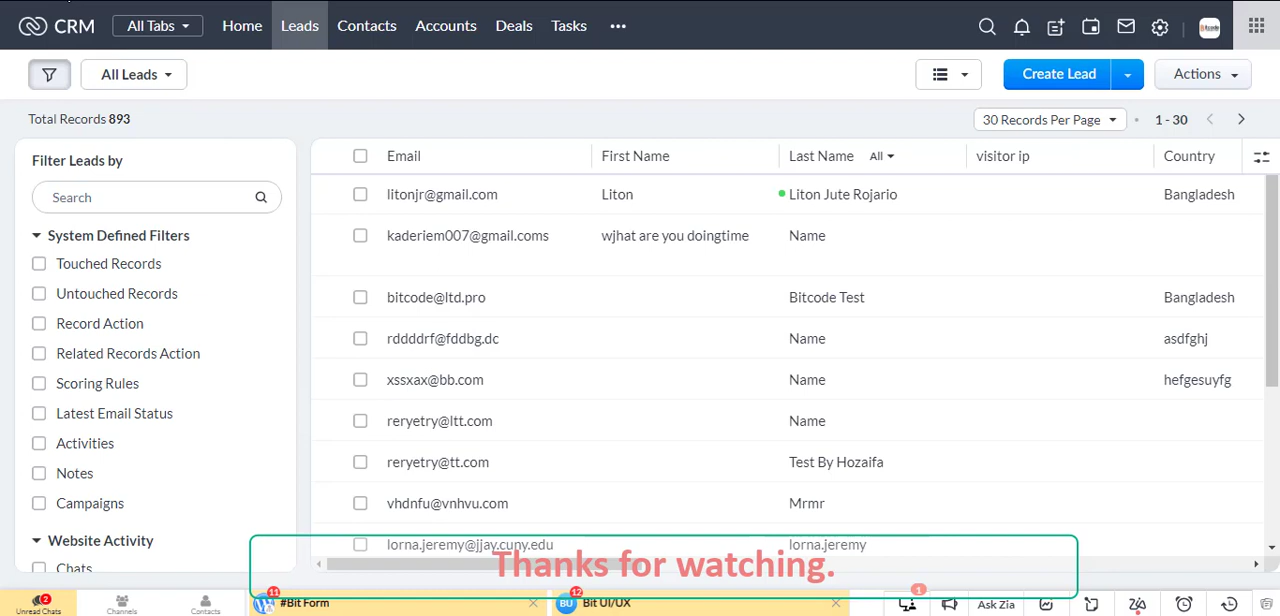 CRM All Tabs Home Leads Contacts Accounts Deals Tasks •••
All Leads Create Lead Actions
Total Records 893 30 Records Per Page • 1 - 30
Filter Leads by
Search
System Defined Filters
Touched Records
Untouched Records
Record Action
Related Records Action
Scoring Rules
Latest Email Status
Activities
Notes
Campaigns
Website Activity
Chats
Email First Name Last Name All visitor ip Country
litonjr@gmail.com Liton Liton Jute Rojario Bangladesh
kaderiem007@gmail.coms wjhat are you doingtime Name
bitcode@ltd.pro Bitcode Test Bangladesh
rddddrf@fddbg.dc Name asdfghj
xssxax@bb.com Name hefgesuyfg
reryetry@ltt.com Name
reryetry@tt.com Test By Hozaifa
vhdnfu@vnhvu.com Mrmr
lorna.jeremy@jjay.cuny.edu lorna.jeremy
Thanks for watching.
2 Unread Chats Channels Contacts 11 #Bit Form 12 BU Bit UI/UX 1 Ask Zia